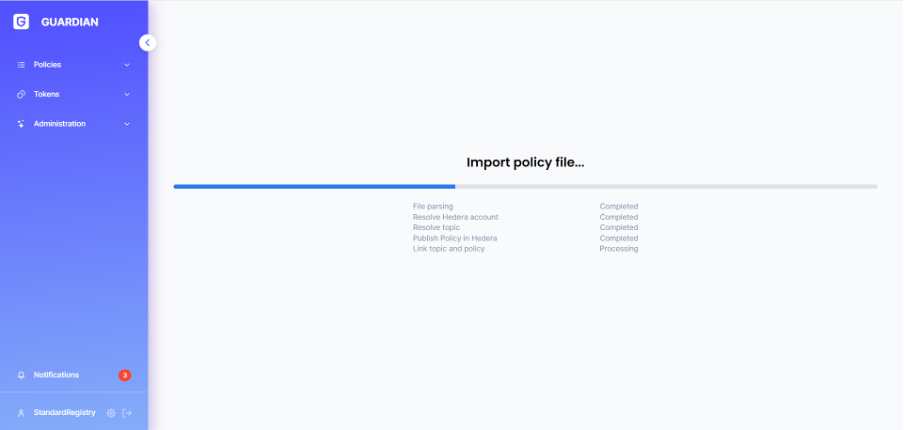 G GUARDIAN
Policies
Tokens
Administration
Import policy file...
File parsing Completed
Resolve Hedera account Completed
Resolve topic Completed
Publish Policy in Hedera Completed
Link topic and policy Processing
Notifications 3
StandardRegistry